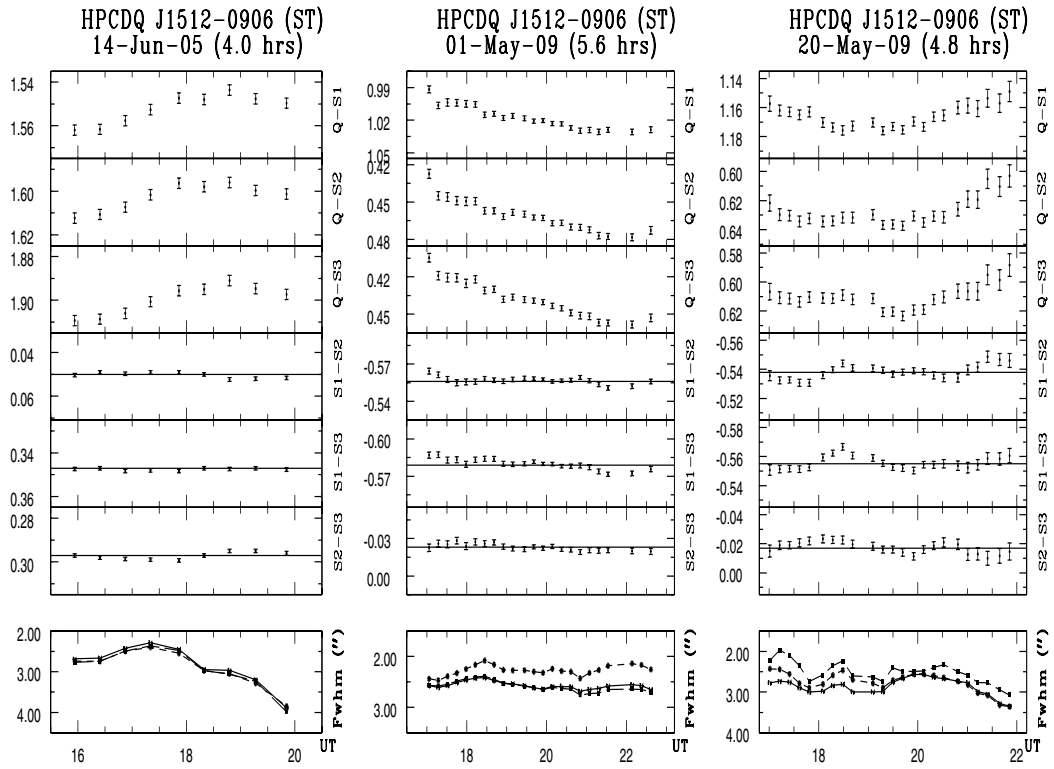 HPCDQ J1512-0906 (ST)
14-Jun-05 (4.0 hrs)
1.54
1.56
Q-S1
1.60
1.62
Q-S2
1.88
1.90
Q-S3
0.04
0.06
S1-S2
0.34
0.36
S1-S3
0.28
0.30
S2-S3
2.00
3.00
4.00
Fwhm (")
16 18 20 UT
HPCDQ J1512-0906 (ST)
01-May-09 (5.6 hrs)
0.99
1.02
1.05
Q-S1
0.42
0.45
0.48
Q-S2
0.42
0.45
Q-S3
-0.57
-0.54
S1-S2
-0.60
-0.57
S1-S3
-0.03
0.00
S2-S3
2.00
3.00
Fwhm (")
18 20 22 UT
HPCDQ J1512-0906 (ST)
20-May-09 (4.8 hrs)
1.14
1.16
1.18
Q-S1
0.60
0.62
0.64
Q-S2
0.58
0.60
0.62
Q-S3
-0.56
-0.54
-0.52
S1-S2
-0.58
-0.56
-0.54
S1-S3
-0.04
-0.02
0.00
S2-S3
2.00
3.00
4.00
Fwhm (")
18 20 22 UT